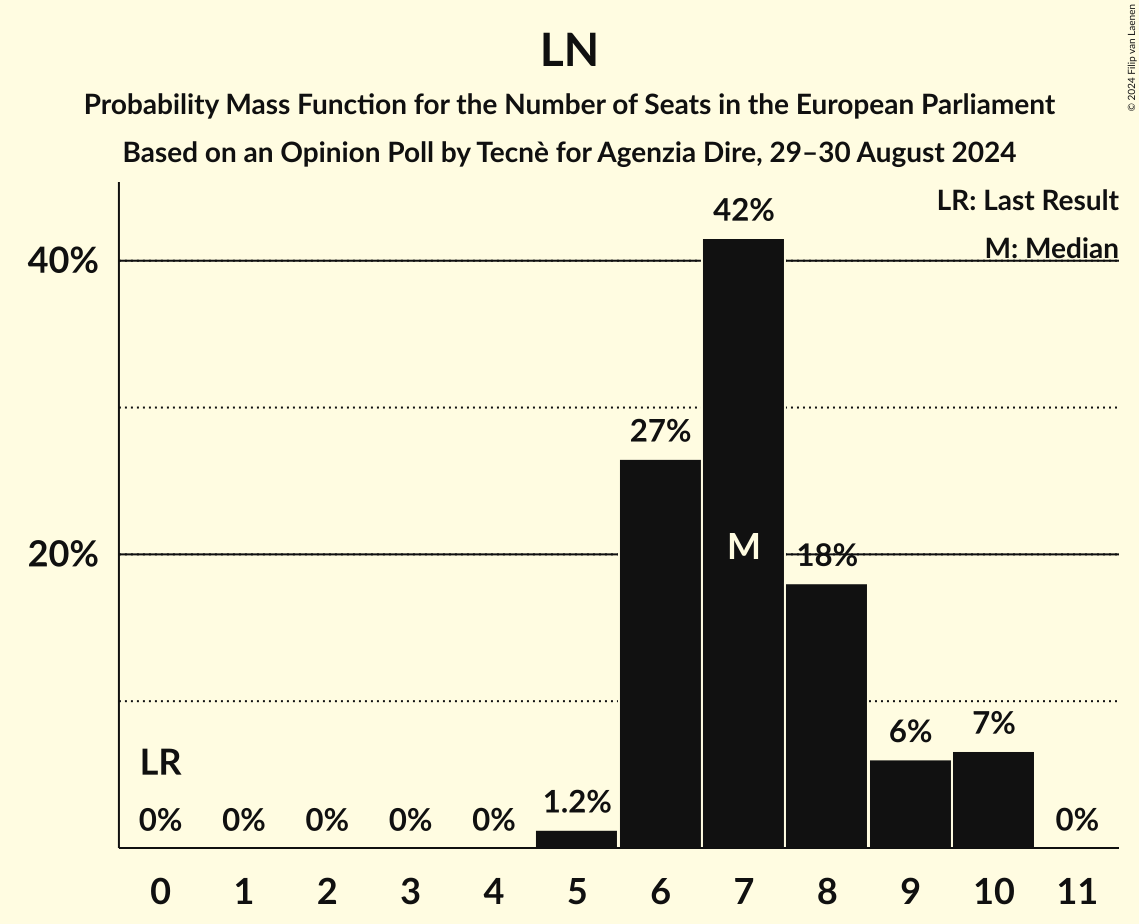 LN
Probability Mass Function for the Number of Seats in the European Parliament
Based on an Opinion Poll by Tecnè for Agenzia Dire, 29–30 August 2024
© 2024 Filip van Laenen
LR: Last Result
M: Median
42%
40%
27%
20%
M
18%
LR
6%
7%
1.2%
0% 0% 0% 0% 0% 0%
0 1 2 3 4 5 6 7 8 9 10 11